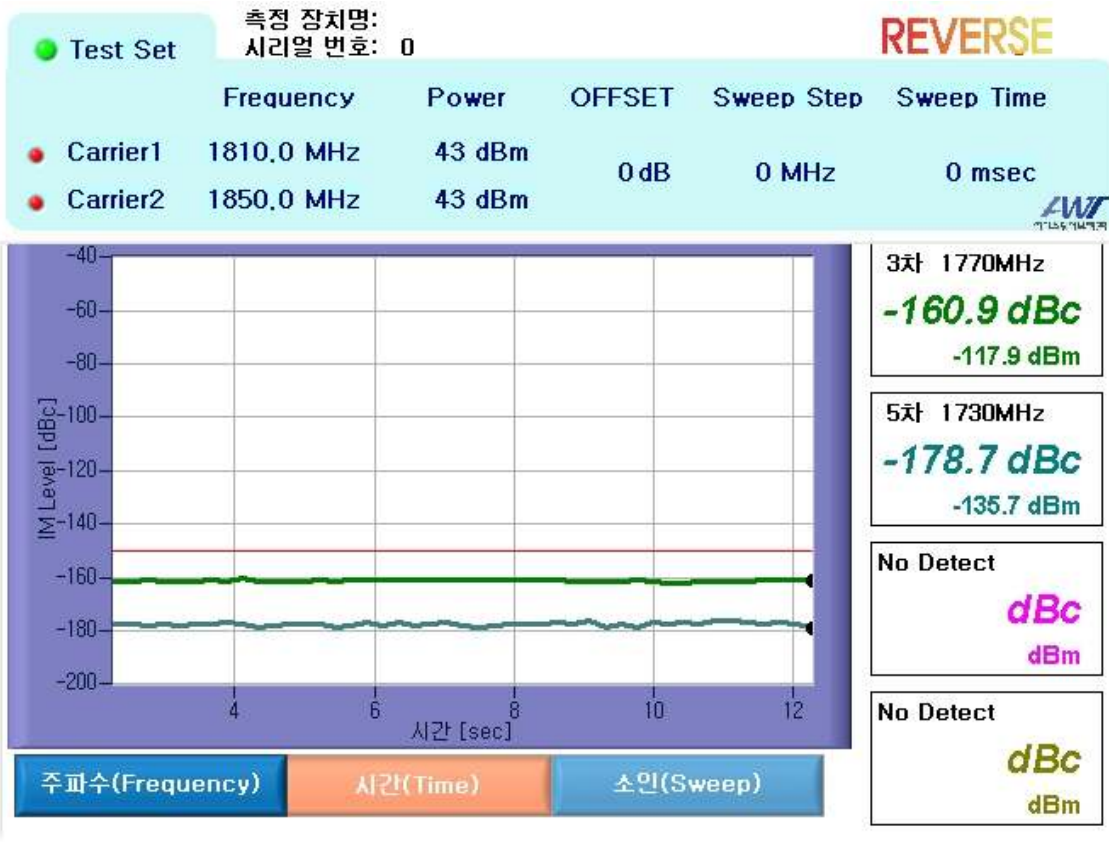 측정 장치명:
Test Set
시리얼 번호: 0
REVERSE
Frequency Power OFFSET Sweep Step Sweep Time
Carrier1 1810.0 MHz 43 dBm
0 dB 0 MHz 0 msec
Carrier2 1850.0 MHz 43 dBm
AWT
-40
-60
-80
-100
-120
-140
-160
-180
-200
IM Level [dBc]
4 6 8 10 12
시간 [sec]
3차 1770MHz
-160.9 dBc
-117.9 dBm
5차 1730MHz
-178.7 dBc
-135.7 dBm
No Detect
dBc
dBm
No Detect
dBc
dBm
주파수(Frequency) 시간(Time) 소인(Sweep)